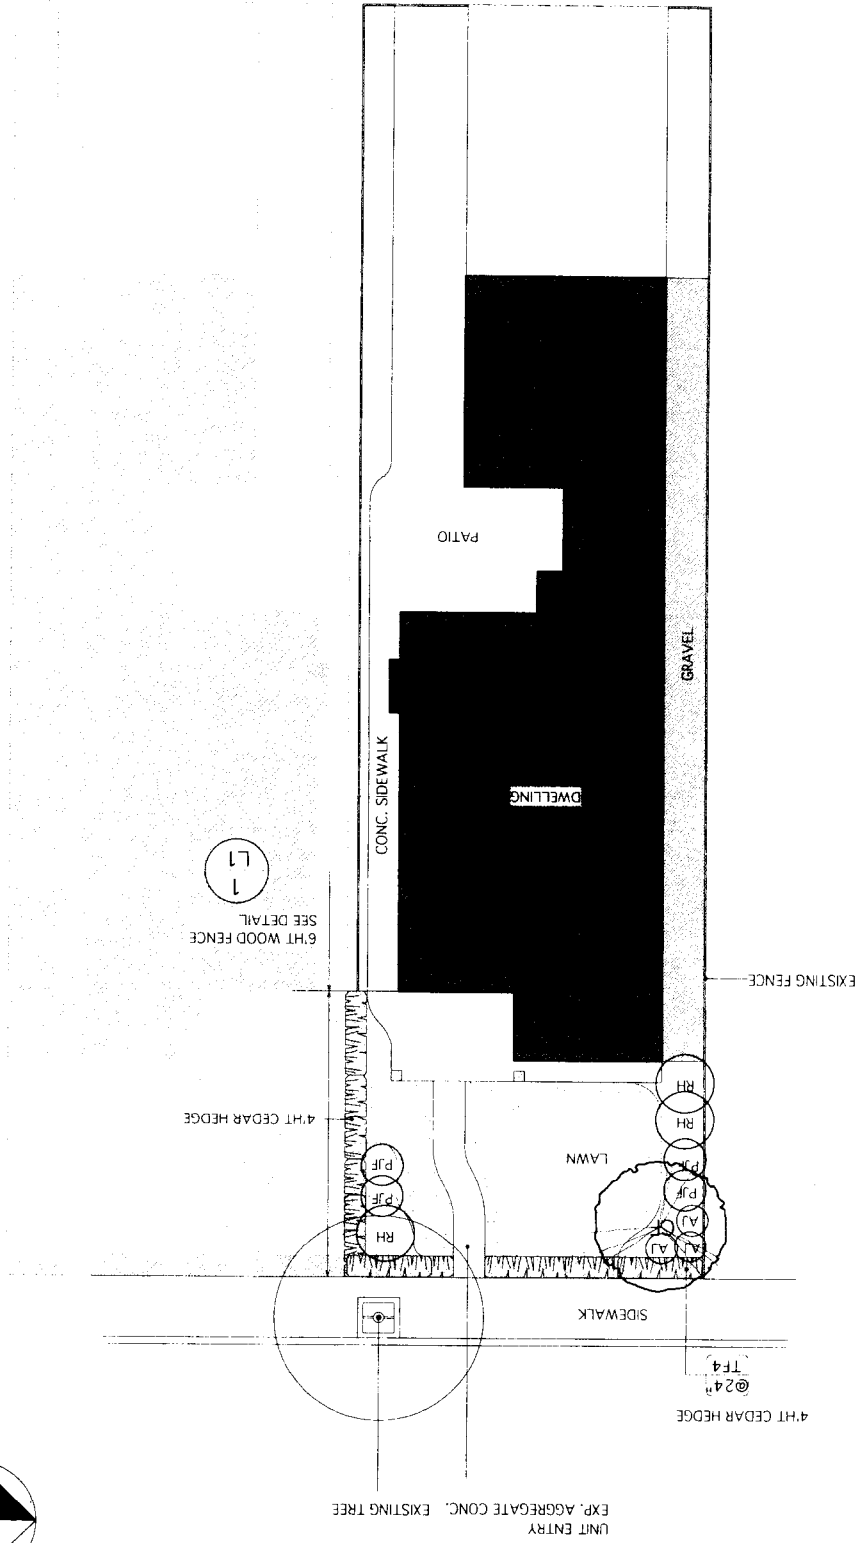 UNIT ENTRY
EXP. AGGREGATE CONC.
EXISTING TREE
4'HT CEDAR HEDGE
@24"
TF4
SIDEWALK
AJ
AJ
AJ
CF
PJF
PJF
RH
RH
LAWN
RH
PJF
PJF
4'HT CEDAR HEDGE
EXISTING FENCE
6'HT WOOD FENCE
SEE DETAIL
1
L1
DWELLING
CONC. SIDEWALK
GRAVEL
PATIO